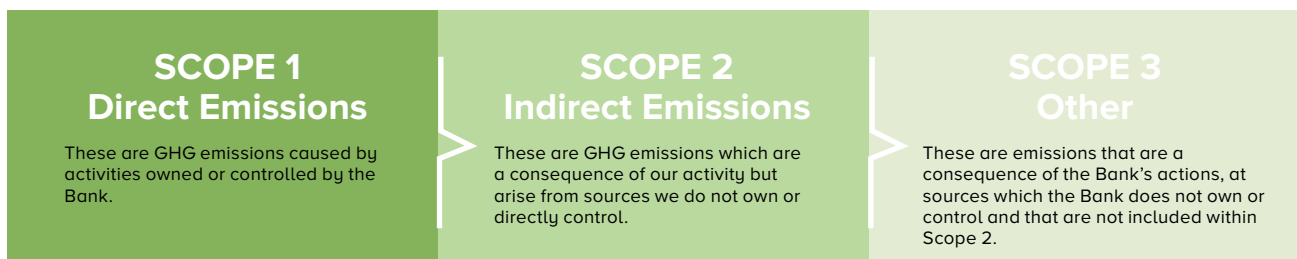 SCOPE 1
Direct Emissions
These are GHG emissions caused by
activities owned or controlled by the
Bank.
SCOPE 2
Indirect Emissions
These are GHG emissions which are
a consequence of our activity but
arise from sources we do not own or
directly control.
SCOPE 3
Other
These are emissions that are a
consequence of the Bank’s actions, at
sources which the Bank does not own or
control and that are not included within
Scope 2.